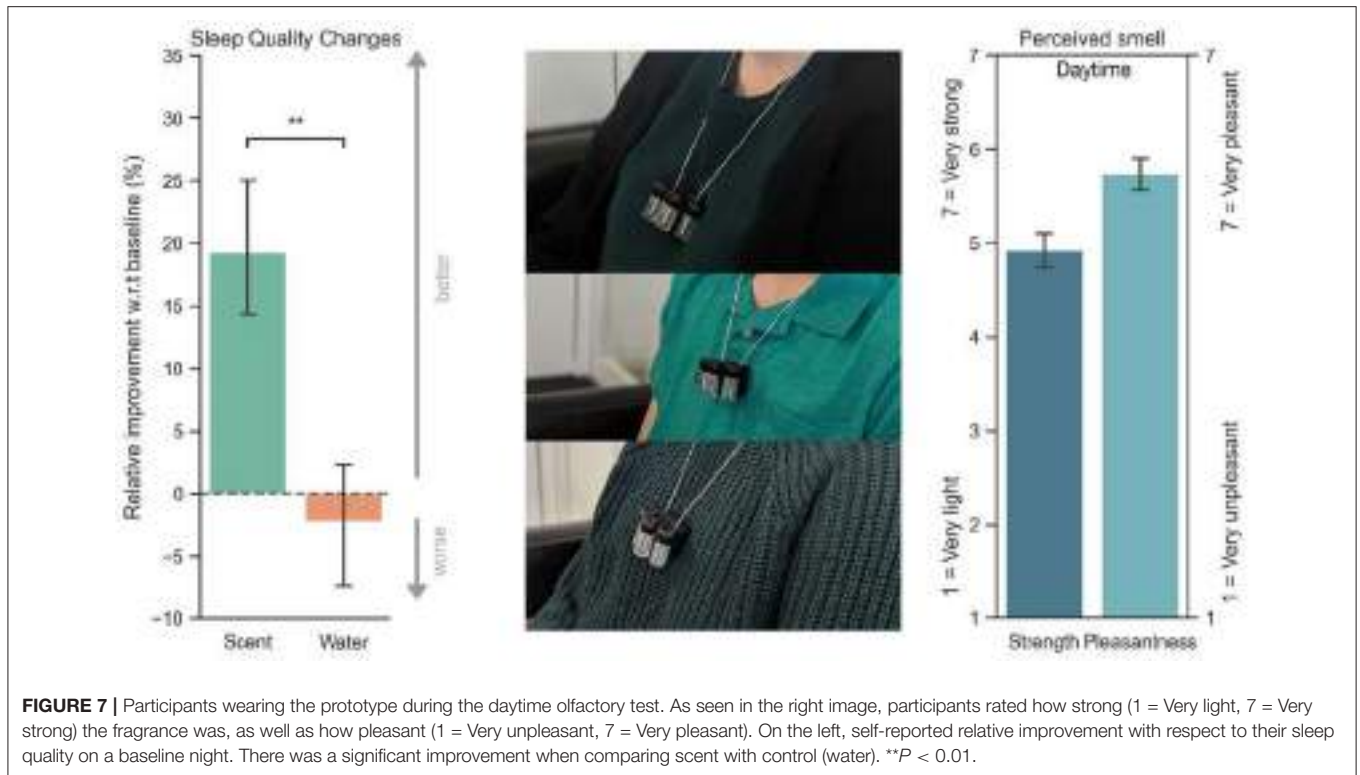 Sleep Quality Changes
35
30
25
20
15
10
5
0
−5
−10
Relative improvement w.r.t baseline (%)
**
better
worse
Scent Water
Perceived smell
Daytime
7 = Very strong
1 = Very light
7
6
5
4
3
2
1
7
1
7 = Very pleasant
1 = Very unpleasant
Strength Pleasantness
FIGURE 7 | Participants wearing the prototype during the daytime olfactory test. As seen in the right image, participants rated how strong (1 = Very light, 7 = Very
strong) the fragrance was, as well as how pleasant (1 = Very unpleasant, 7 = Very pleasant). On the left, self-reported relative improvement with respect to their sleep
quality on a baseline night. There was a significant improvement when comparing scent with control (water). **P < 0.01.